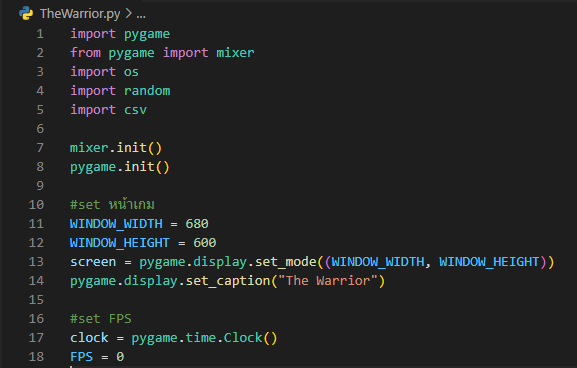 TheWarrior.py > ...
1 import pygame
2 from pygame import mixer
3 import os
4 import random
5 import csv
6
7 mixer.init()
8 pygame.init()
9
10 #set หน้าเกม
11 WINDOW_WIDTH = 680
12 WINDOW_HEIGHT = 600
13 screen = pygame.display.set_mode((WINDOW_WIDTH, WINDOW_HEIGHT))
14 pygame.display.set_caption("The Warrior")
15
16 #set FPS
17 clock = pygame.time.Clock()
18 FPS = 0